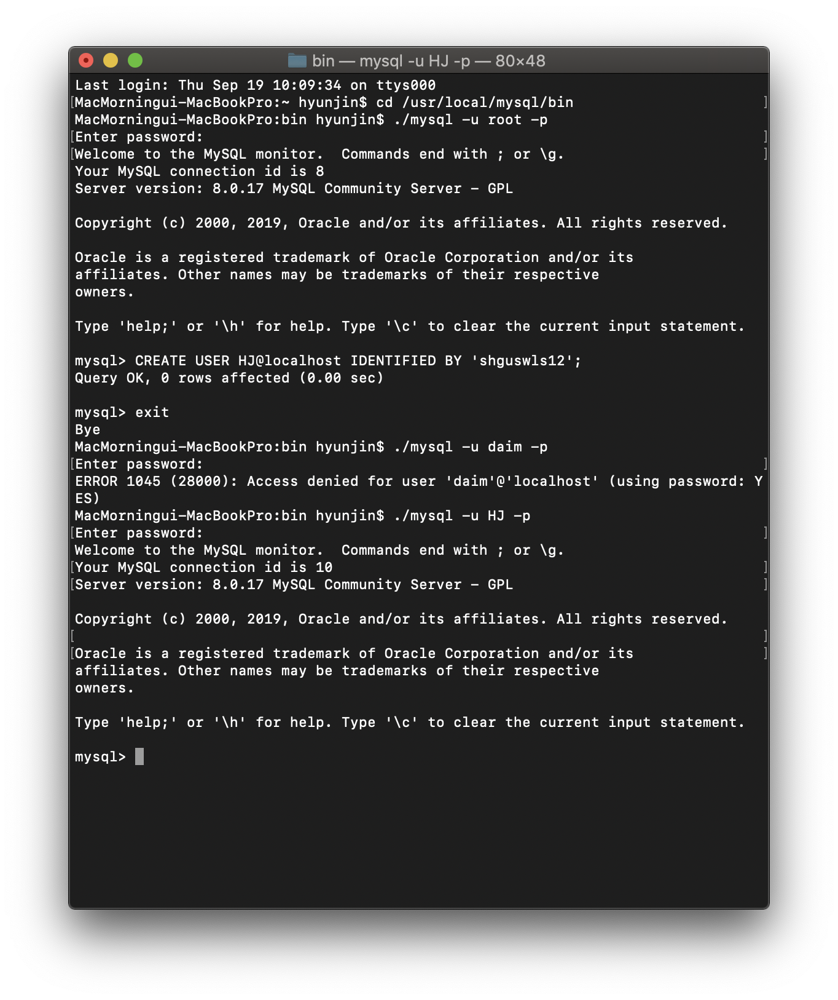 bin — mysql -u HJ -p — 80×48
Last login: Thu Sep 19 10:09:34 on ttys000
[MacMorningui-MacBookPro:~ hyunjin$ cd /usr/local/mysql/bin ]
MacMorningui-MacBookPro:bin hyunjin$ ./mysql -u root -p
[Enter password: ]
[Welcome to the MySQL monitor.  Commands end with ; or \g. ]
Your MySQL connection id is 8
Server version: 8.0.17 MySQL Community Server - GPL
Copyright (c) 2000, 2019, Oracle and/or its affiliates. All rights reserved.
Oracle is a registered trademark of Oracle Corporation and/or its
affiliates. Other names may be trademarks of their respective
owners.
Type 'help;' or '\h' for help. Type '\c' to clear the current input statement.
mysql> CREATE USER HJ@localhost IDENTIFIED BY 'shguswls12';
Query OK, 0 rows affected (0.00 sec)
mysql> exit
Bye
MacMorningui-MacBookPro:bin hyunjin$ ./mysql -u daim -p
[Enter password: ]
ERROR 1045 (28000): Access denied for user 'daim'@'localhost' (using password: Y
ES)
MacMorningui-MacBookPro:bin hyunjin$ ./mysql -u HJ -p
[Enter password: ]
Welcome to the MySQL monitor.  Commands end with ; or \g.
[Your MySQL connection id is 10 ]
[Server version: 8.0.17 MySQL Community Server - GPL ]
Copyright (c) 2000, 2019, Oracle and/or its affiliates. All rights reserved.
[ ]
[Oracle is a registered trademark of Oracle Corporation and/or its ]
affiliates. Other names may be trademarks of their respective
owners.
Type 'help;' or '\h' for help. Type '\c' to clear the current input statement.
mysql>